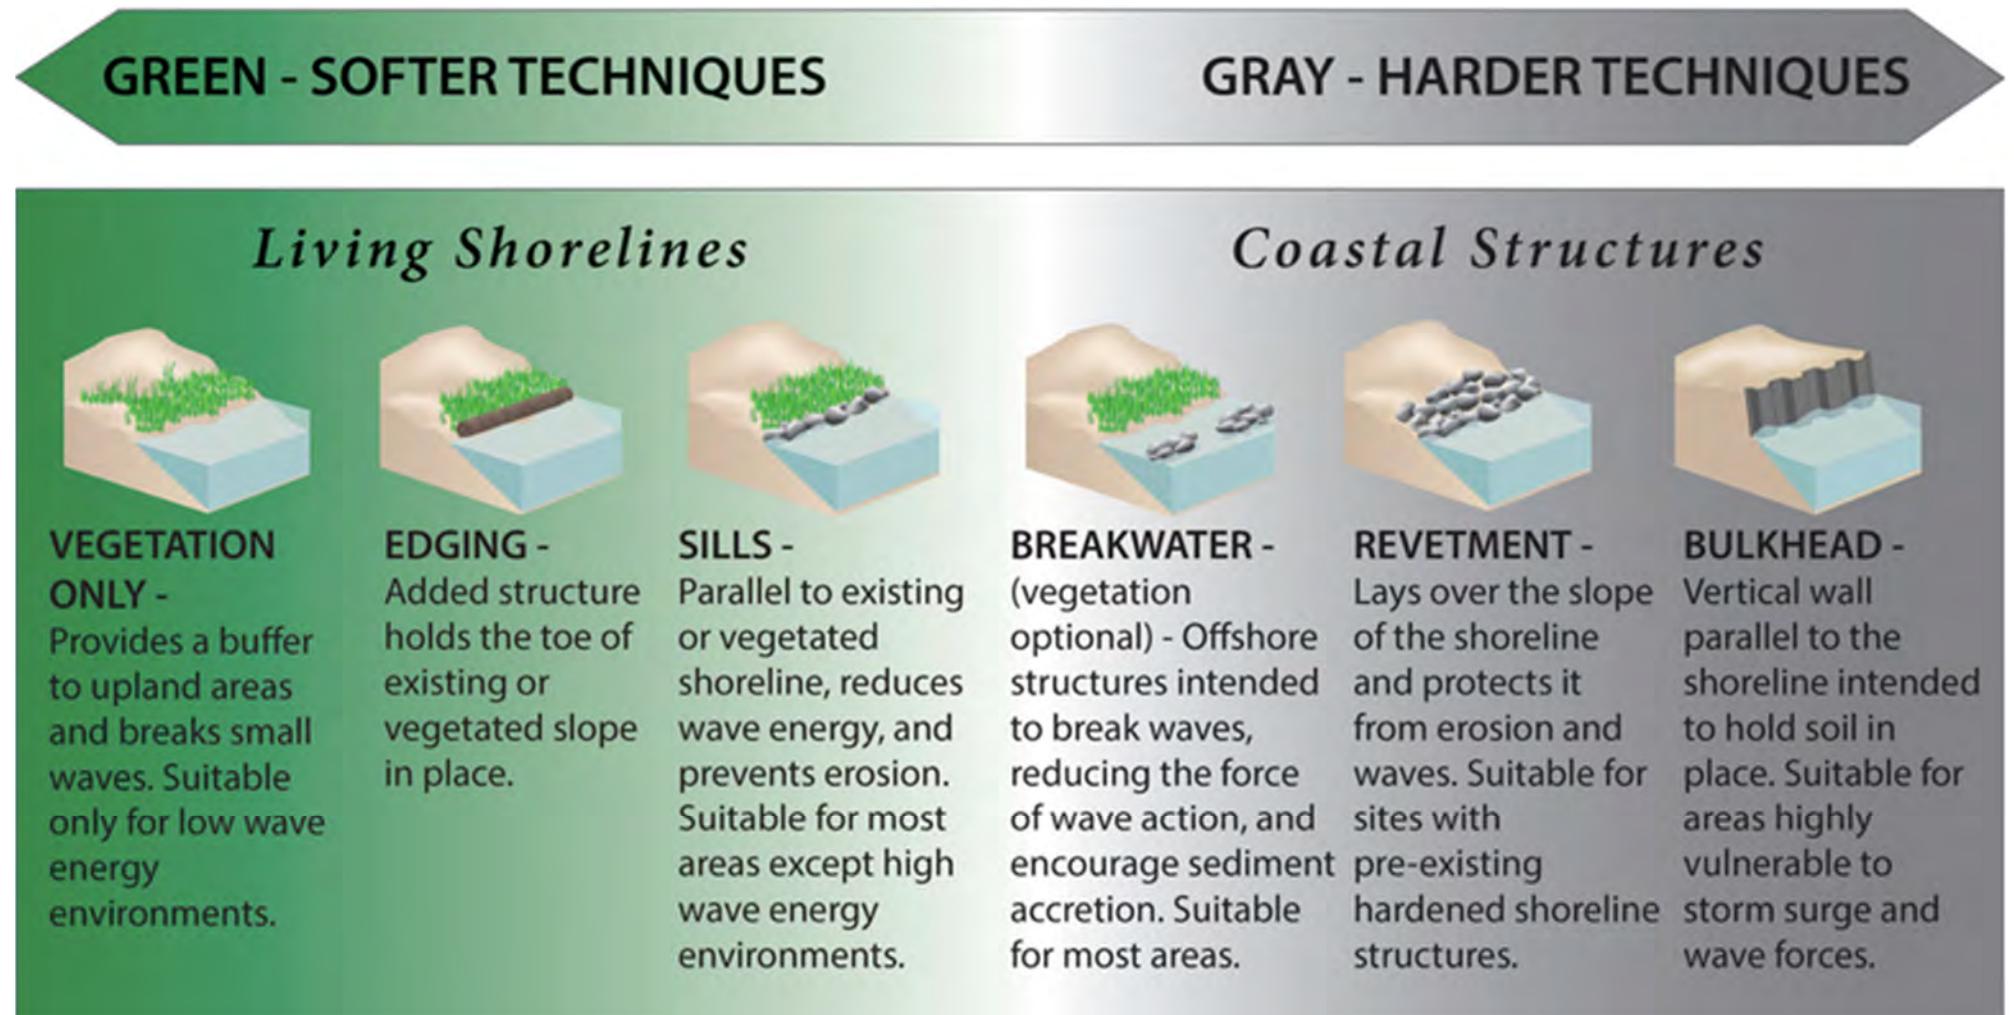 GREEN - SOFTER TECHNIQUES
GRAY - HARDER TECHNIQUES
Living Shorelines
Coastal Structures
VEGETATION
ONLY -
Provides a buffer
to upland areas
and breaks small
waves. Suitable
only for low wave
energy
environments.
EDGING -
Added structure
holds the toe of
existing or
vegetated slope
in place.
SILLS -
Parallel to existing
or vegetated
shoreline, reduces
wave energy, and
prevents erosion.
Suitable for most
areas except high
wave energy
environments.
BREAKWATER -
(vegetation
optional) - Offshore
structures intended
to break waves,
reducing the force
of wave action, and
encourage sediment
accretion. Suitable
for most areas.
REVETMENT -
Lays over the slope
of the shoreline
and protects it
from erosion and
waves. Suitable for
sites with
pre-existing
hardened shoreline
structures.
BULKHEAD -
Vertical wall
parallel to the
shoreline intended
to hold soil in
place. Suitable for
areas highly
vulnerable to
storm surge and
wave forces.